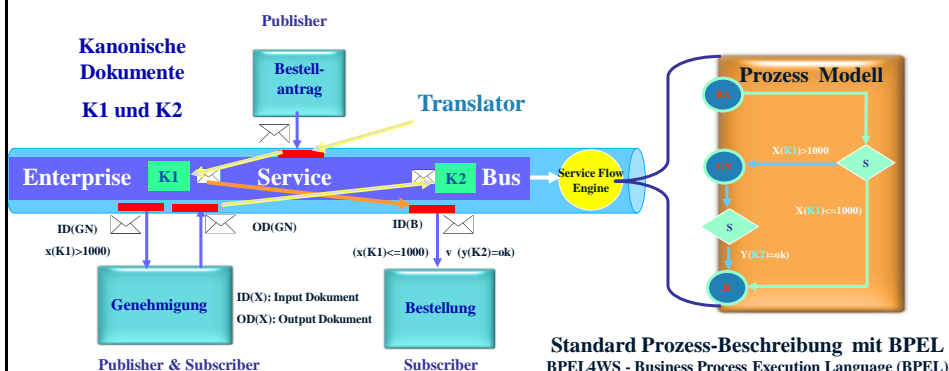 Publisher
Kanonische
Dokumente
K1 und K2
Bestell-
antrag
Translator
Enterprise
K1
Service
K2
Bus
Service Flow
Engine
ID(GN)
x(K1)>1000)
OD(GN)
ID(B)
(x(K1)<=1000) v (y(K2)=ok)
Genehmigung
ID(X): Input Dokument
OD(X): Output Dokument
Bestellung
Publisher & Subscriber
Subscriber
Prozess Modell
BA
X(K1)>1000
S
GN
X(K1)<=1000)
S
Y(K2)=ok)
B
Standard Prozess-Beschreibung mit BPEL
BPEL4WS - Business Process Execution Language (BPEL)